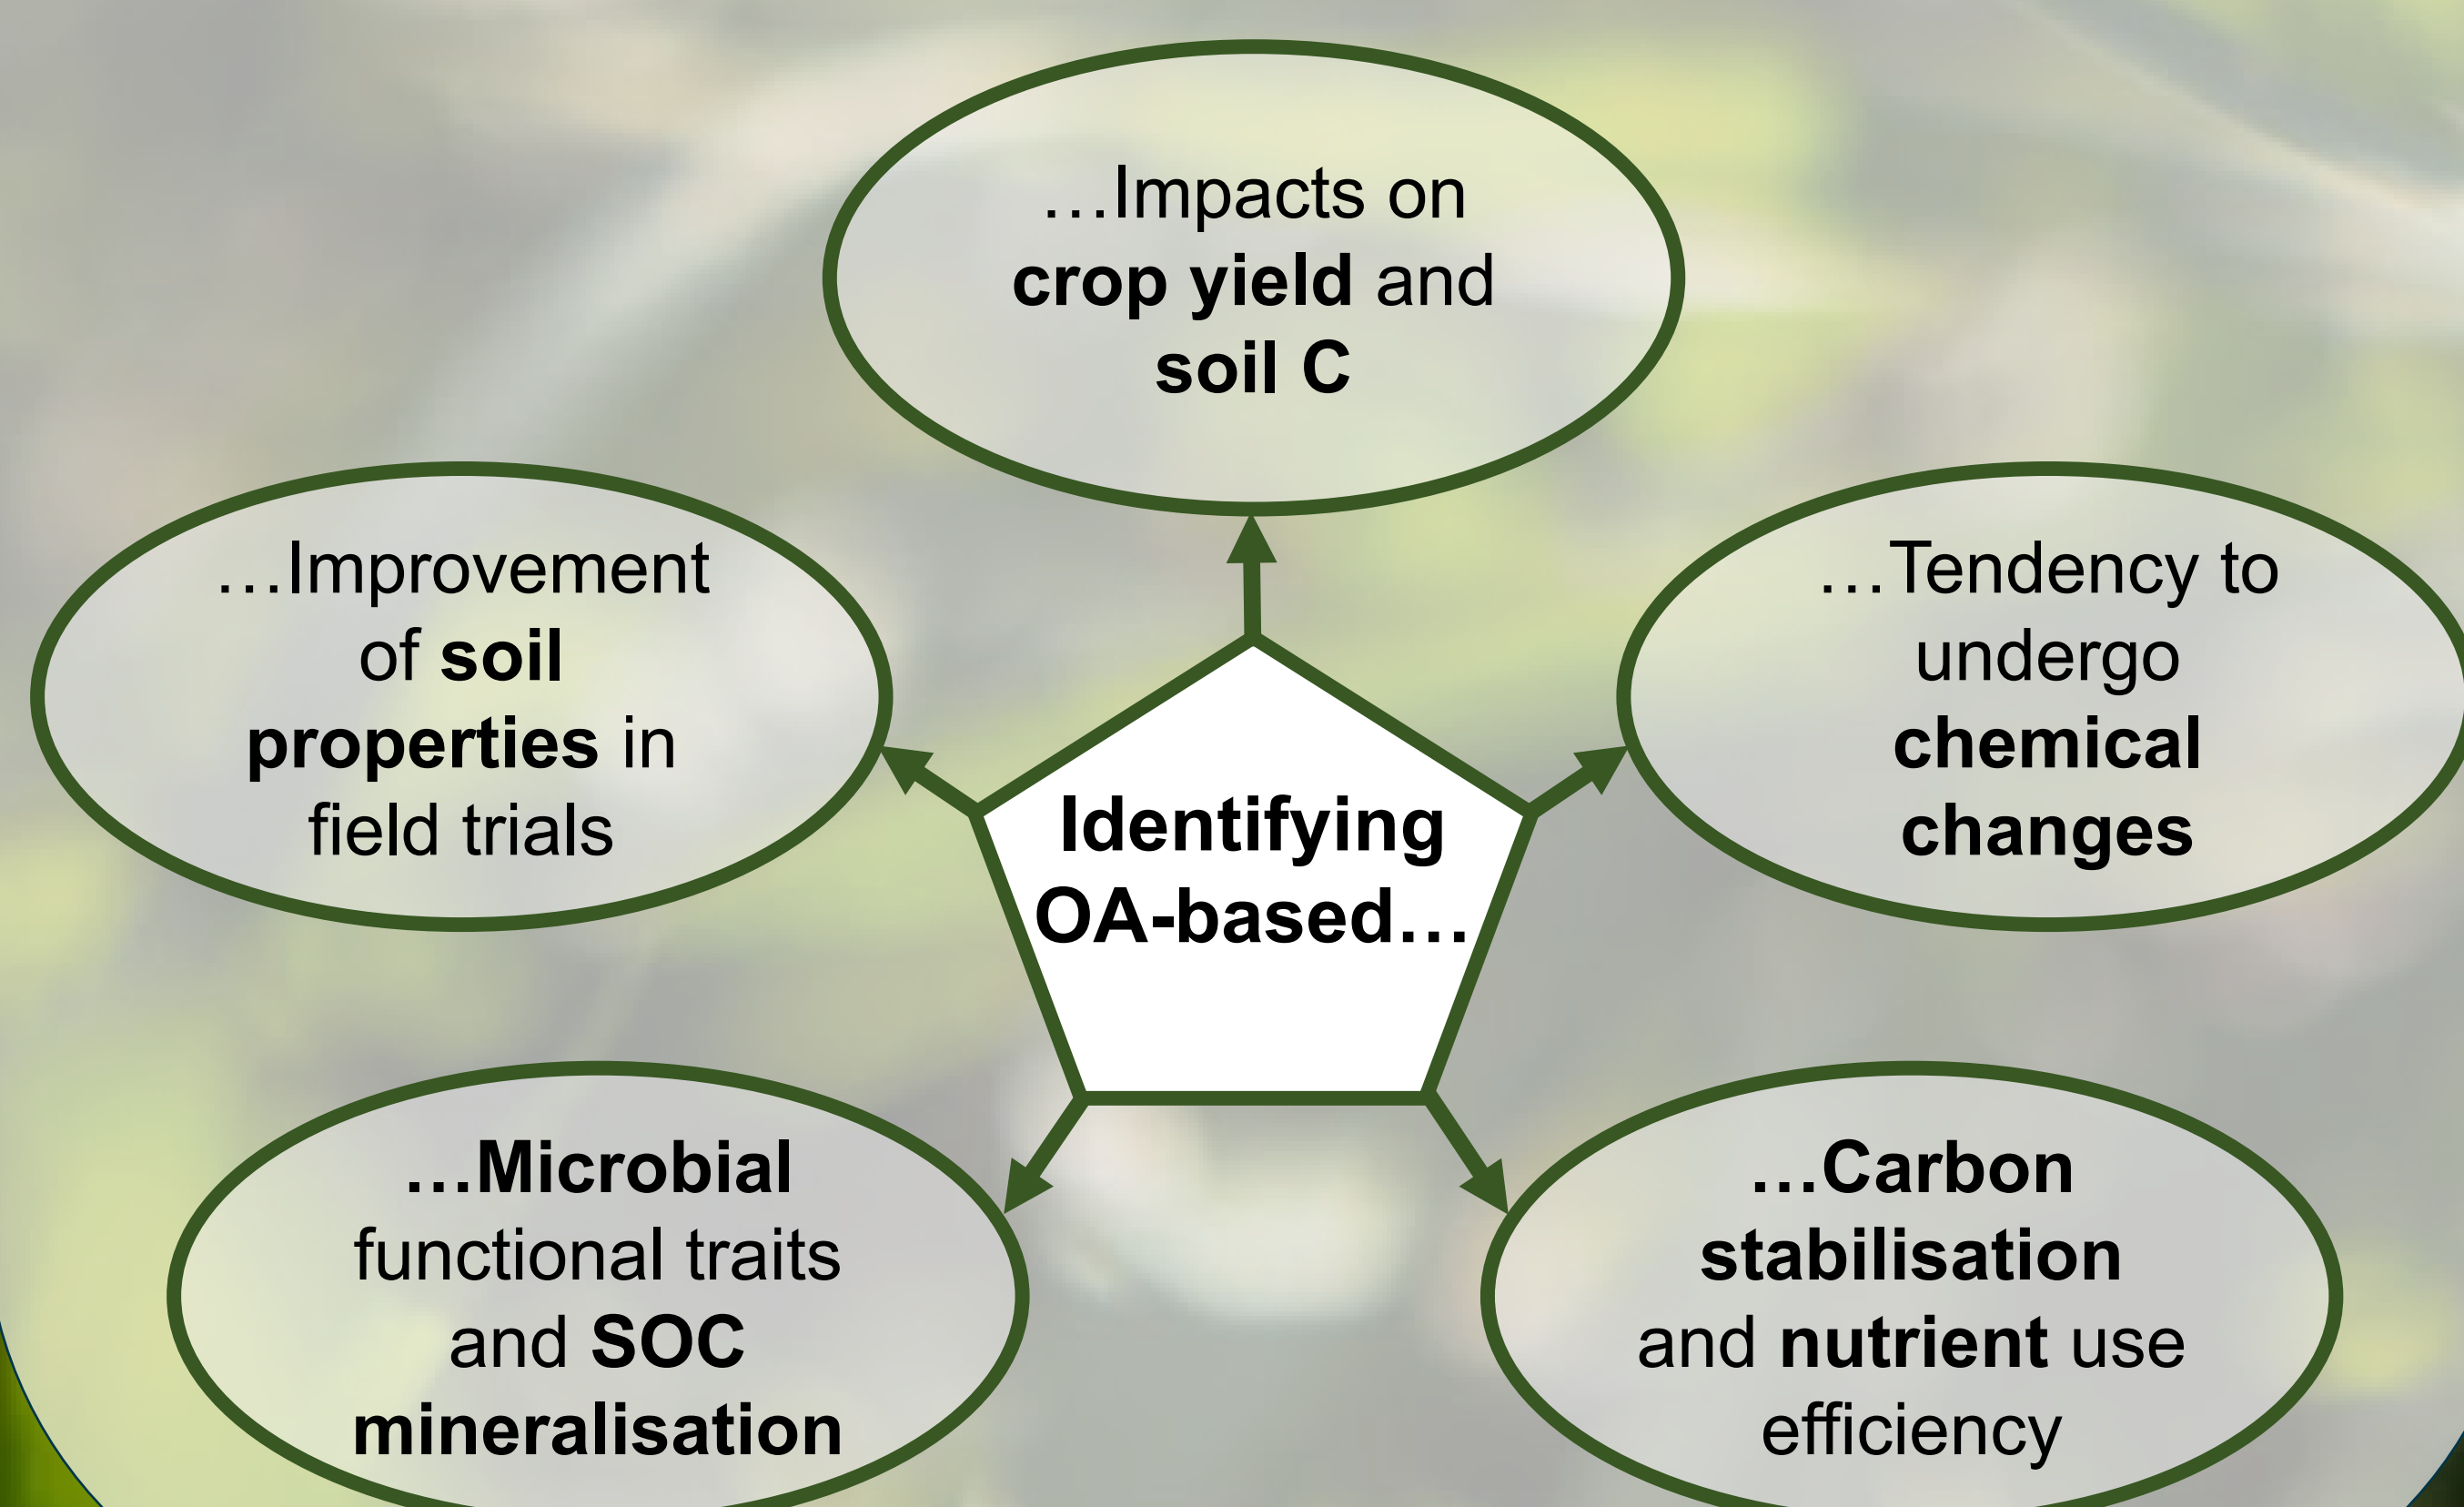 …Impacts on
crop yield and
soil C
…Improvement
of soil
properties in
field trials
…Tendency to
undergo
chemical
changes
Identifying
OA-based…
…Microbial
functional traits
and SOC
mineralisation
…Carbon
stabilisation
and nutrient use
efficiency